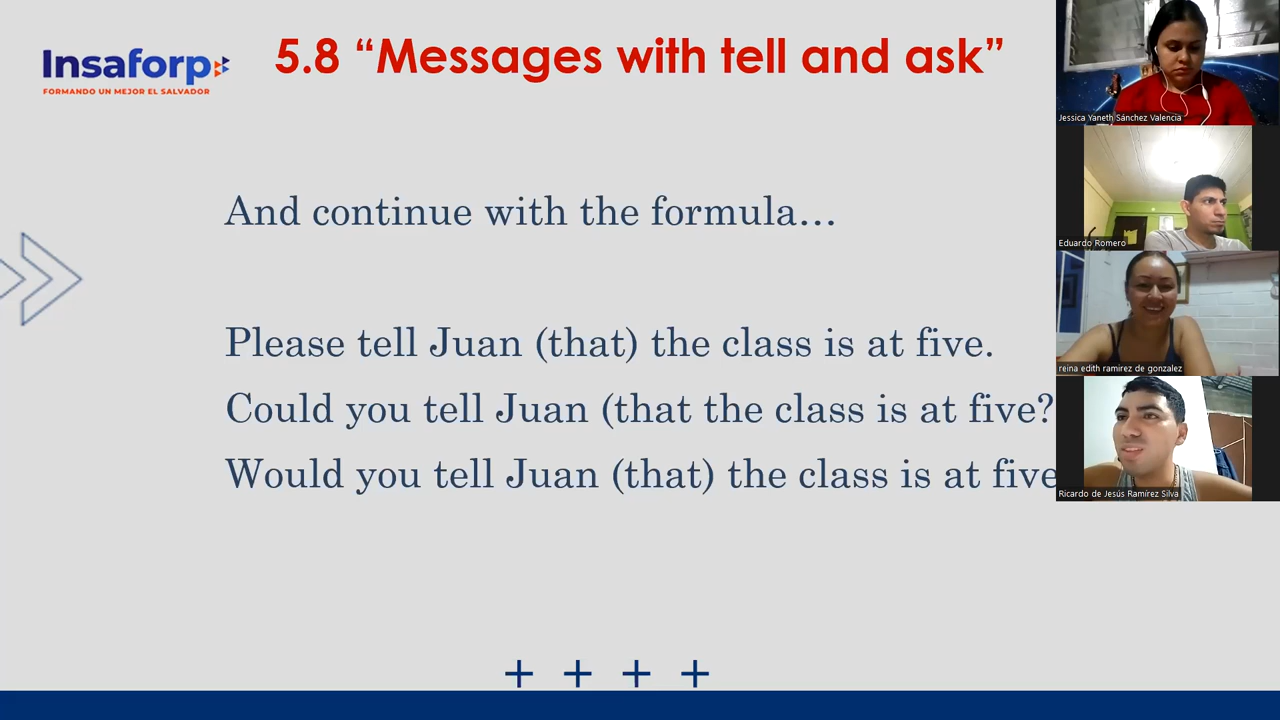 Insaforp
FORMANDO UN MEJOR EL SALVADOR
5.8 “Messages with tell and ask”
And continue with the formula...
Please tell Juan (that) the class is at five.
Could you tell Juan (that the class is at five?
Would you tell Juan (that) the class is at five
Jessica Yaneth Sánchez Valencia
Eduardo Romero
reina edith ramirez de gonzalez
Ricardo de Jesús Ramírez Silva